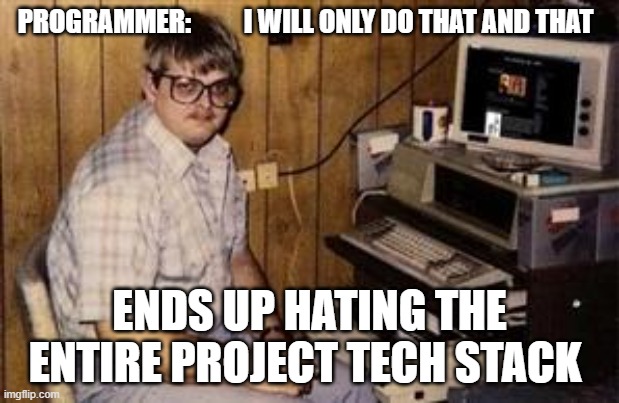 PROGRAMMER: I WILL ONLY DO THAT AND THAT
ENDS UP HATING THE
ENTIRE PROJECT TECH STACK
imgflip.com